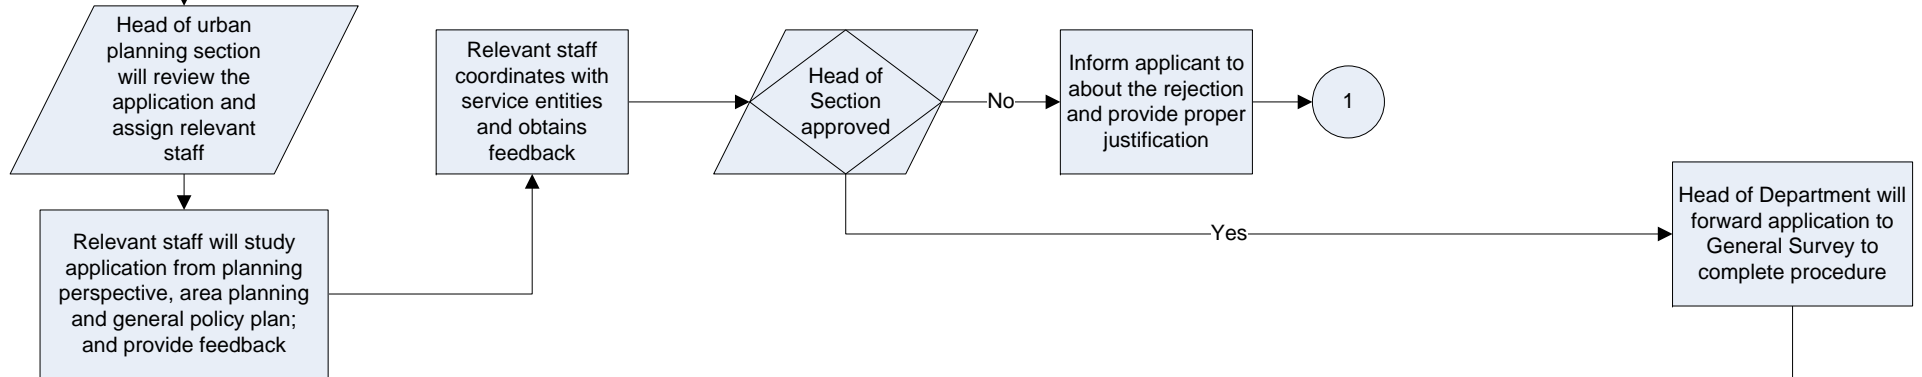 Head of urban
planning section
will review the
application and
assign relevant
staff
Relevant staff will study
application from planning
perspective, area planning
and general policy plan;
and provide feedback
Relevant staff
coordinates with
service entities
and obtains
feedback
Head of
Section
approved
No
Inform applicant to
about the rejection
and provide proper
justification
1
Yes
Head of Department will
forward application to
General Survey to
complete procedure